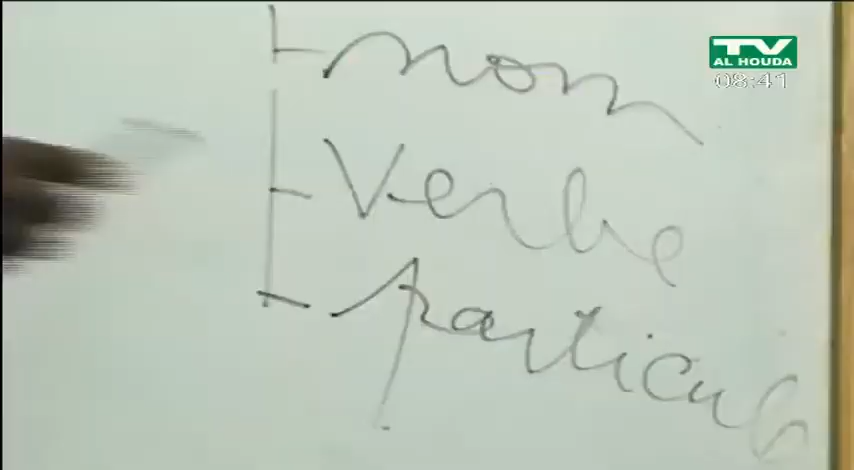 TV
AL HOUDA
08:41
- nom
- Verbe
- particule